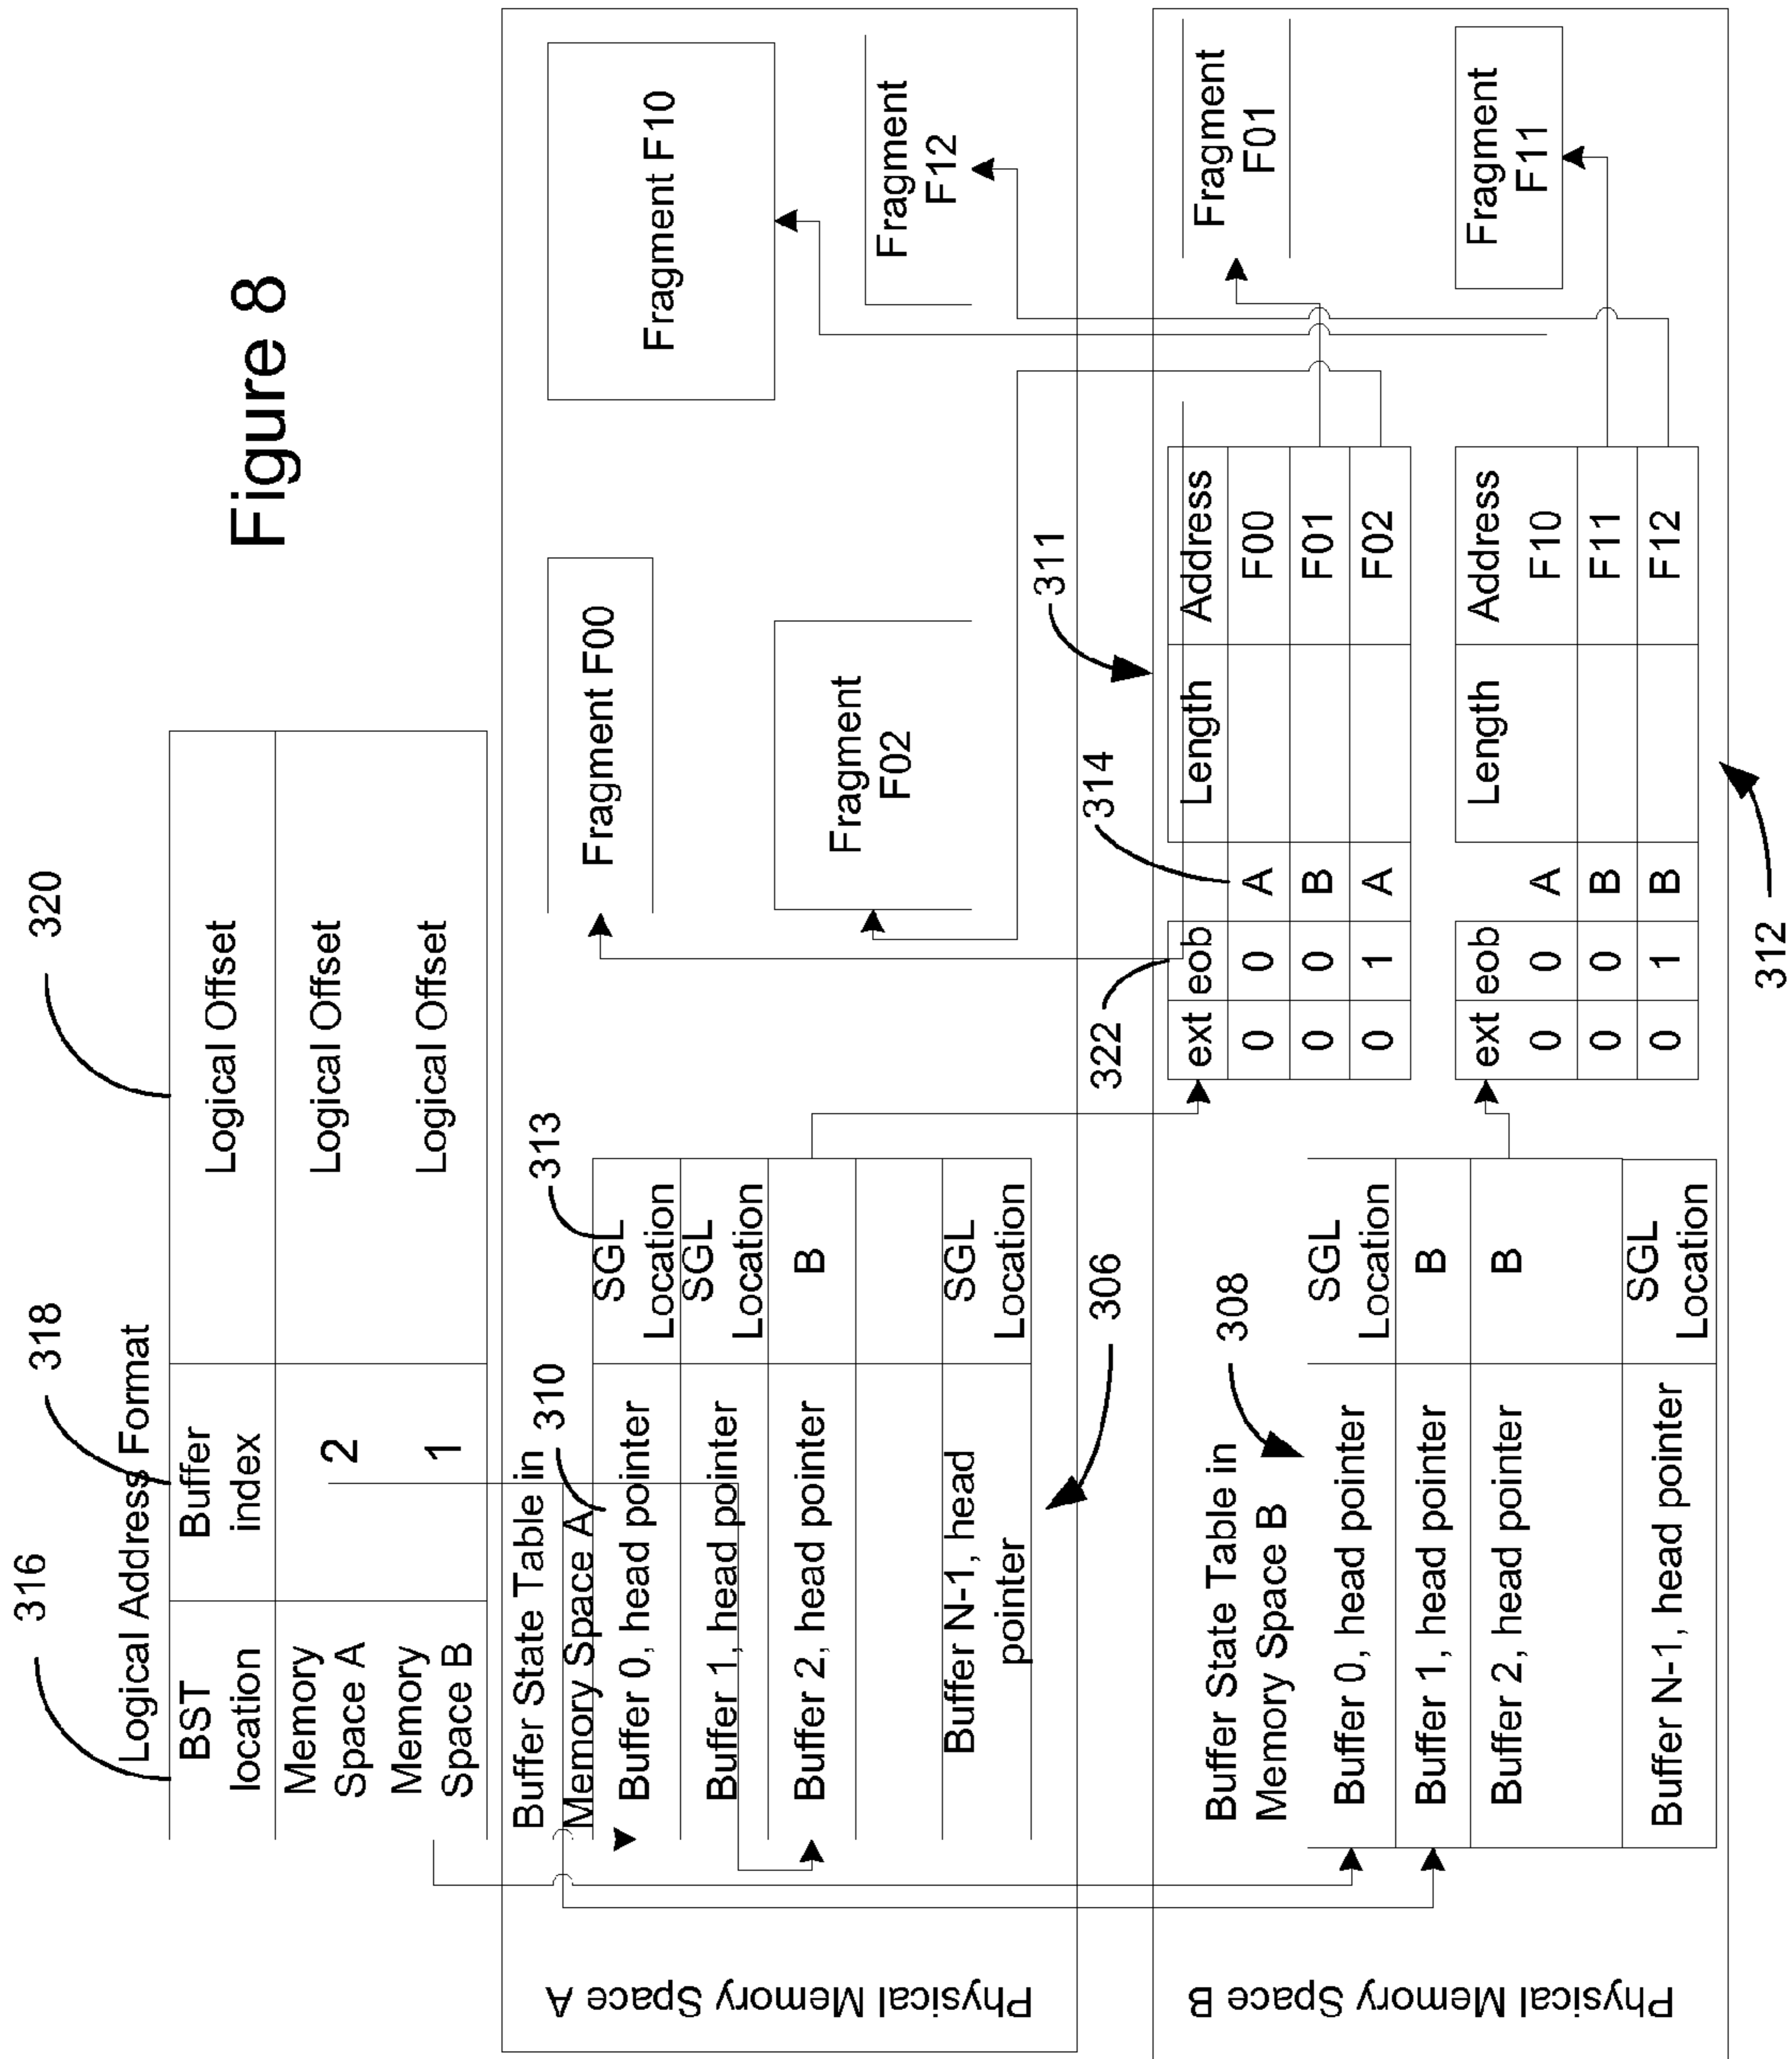 Figure 8
316
318
320
Logical Address Format
BST
location
Buffer
index
Logical Offset
Memory
Space A
2
Logical Offset
Memory
Space B
1
Logical Offset
Physical Memory Space A
Buffer State Table in
Memory Space A
310
313
Buffer 0, head pointer
SGL
Location
Buffer 1, head pointer
SGL
Location
Buffer 2, head pointer
B
Buffer N-1, head
pointer
SGL
Location
306
Fragment F00
Fragment
F02
Fragment F10
Fragment
F12
Physical Memory Space B
Buffer State Table in
Memory Space B
308
Buffer 0, head pointer
SGL
Location
Buffer 1, head pointer
B
Buffer 2, head pointer
B
Buffer N-1, head pointer
SGL
Location
322
314
311
ext eob Length Address
0 0 A F00
0 0 B F01
0 1 A F02
ext eob Length Address
0 0 A F10
0 0 B F11
0 1 B F12
312
Fragment
F01
Fragment
F11